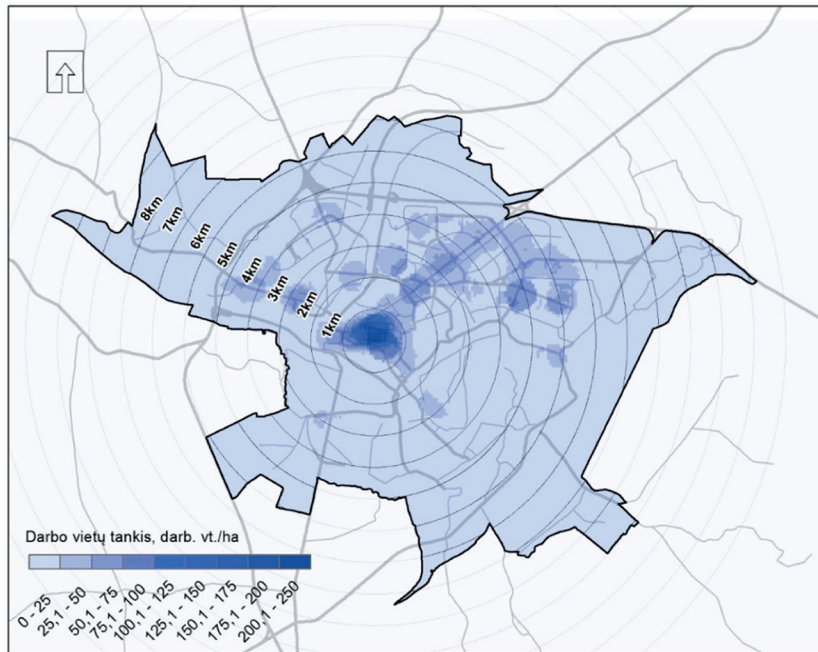 8km
7km
6km
5km
4km
3km
2km
1km
Darbo vietų tankis, darb. vt./ha
0 - 25
25,1 - 50
50,1 - 75
75,1 - 100
100,1 - 125
125,1 - 150
150,1 - 175
175,1 - 200
200,1 - 250